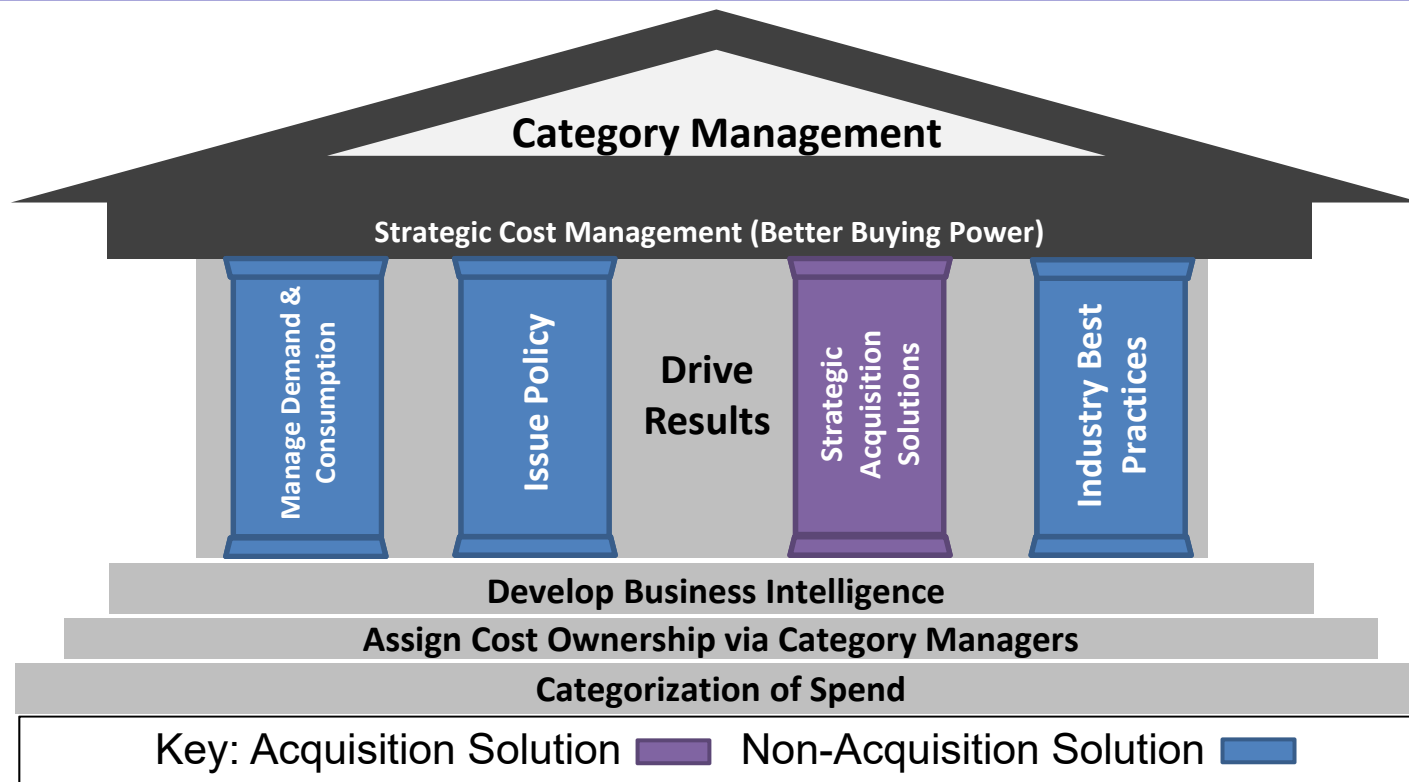 Category Management
Strategic Cost Management (Better Buying Power)
Manage Demand &
Consumption
Issue Policy
Drive
Results
Strategic
Acquisition
Solutions
Industry Best
Practices
Develop Business Intelligence
Assign Cost Ownership via Category Managers
Categorization of Spend
Key: Acquisition Solution Non-Acquisition Solution